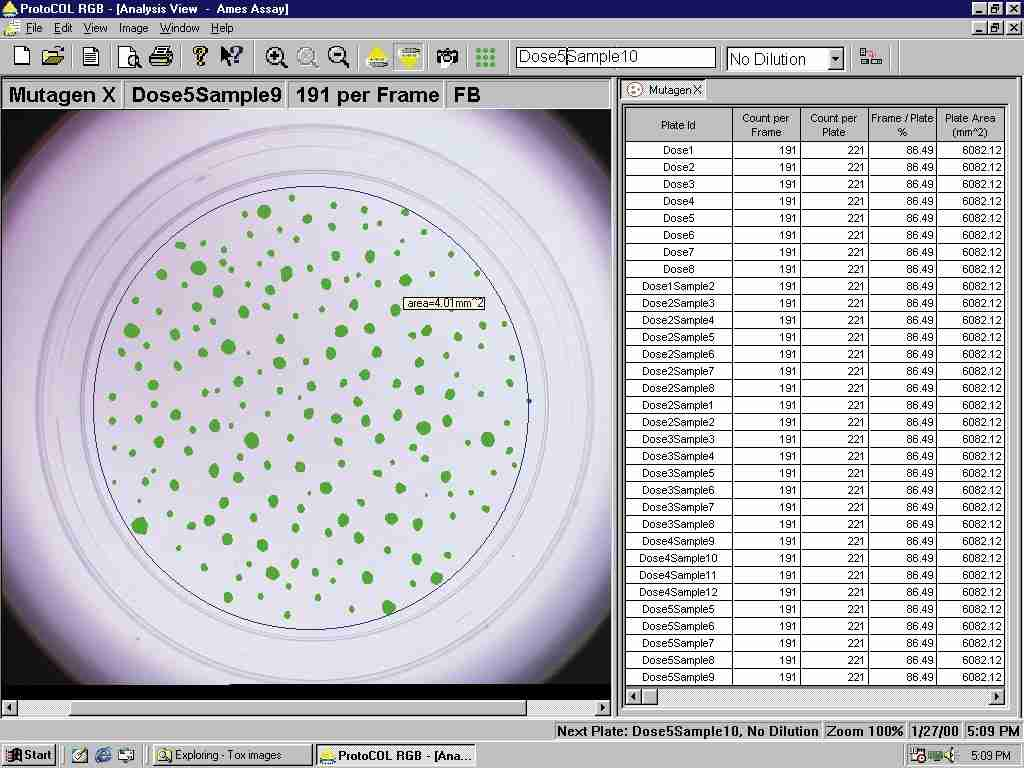 ProtoCOL RGB - [Analysis View - Ames Assay]
File Edit View Image Window Help
Dose5Sample10 No Dilution
Mutagen X Dose5Sample9 191 per Frame FB
area=4.01mm^2
Mutagen X
Plate Id Count per Frame Count per Plate Frame / Plate % Plate Area (mm^2)
Dose1 191 221 86.49 6082.12
Dose2 191 221 86.49 6082.12
Dose3 191 221 86.49 6082.12
Dose4 191 221 86.49 6082.12
Dose5 191 221 86.49 6082.12
Dose6 191 221 86.49 6082.12
Dose7 191 221 86.49 6082.12
Dose8 191 221 86.49 6082.12
Dose1Sample2 191 221 86.49 6082.12
Dose2Sample3 191 221 86.49 6082.12
Dose2Sample4 191 221 86.49 6082.12
Dose2Sample5 191 221 86.49 6082.12
Dose2Sample6 191 221 86.49 6082.12
Dose2Sample7 191 221 86.49 6082.12
Dose2Sample8 191 221 86.49 6082.12
Dose2Sample1 191 221 86.49 6082.12
Dose2Sample2 191 221 86.49 6082.12
Dose3Sample3 191 221 86.49 6082.12
Dose3Sample4 191 221 86.49 6082.12
Dose3Sample5 191 221 86.49 6082.12
Dose3Sample6 191 221 86.49 6082.12
Dose3Sample7 191 221 86.49 6082.12
Dose3Sample8 191 221 86.49 6082.12
Dose4Sample9 191 221 86.49 6082.12
Dose4Sample10 191 221 86.49 6082.12
Dose4Sample11 191 221 86.49 6082.12
Dose4Sample12 191 221 86.49 6082.12
Dose5Sample5 191 221 86.49 6082.12
Dose5Sample6 191 221 86.49 6082.12
Dose5Sample7 191 221 86.49 6082.12
Dose5Sample8 191 221 86.49 6082.12
Dose5Sample9 191 221 86.49 6082.12
Next Plate: Dose5Sample10, No Dilution Zoom 100% 1/27/00 5:09 PM
Start Exploring - Tox images ProtoCOL RGB - [Ana... 5:09 PM